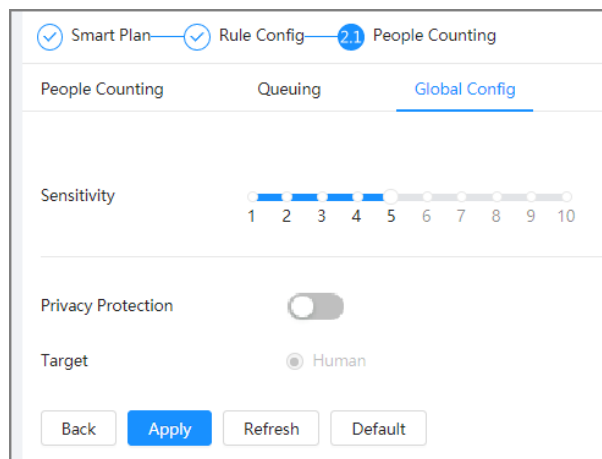 Smart Plan Rule Config 2.1 People Counting
People Counting Queuing Global Config
Sensitivity
1 2 3 4 5 6 7 8 9 10
Privacy Protection
Target Human
Back Apply Refresh Default